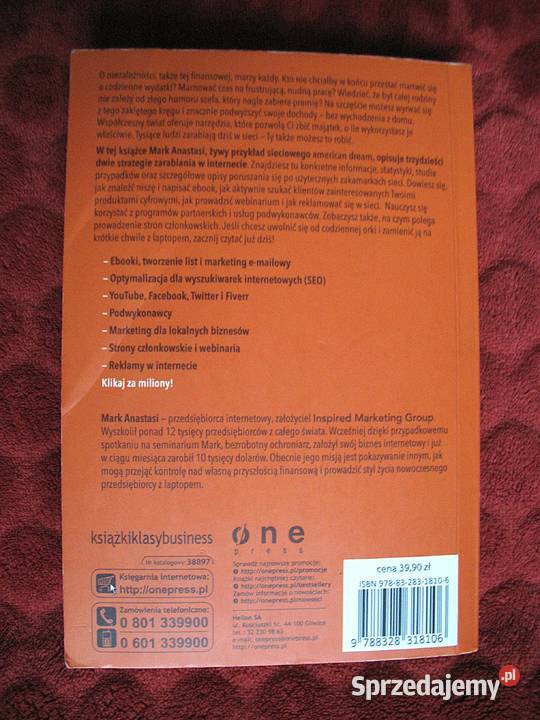 O niezależności, także tej finansowej, marzy każdy. Kto nie chciałby w końcu przestać martwić się
o codzienne wydatki? Marnować czas na frustrującą, nudną pracę? Wiedzieć, że byt całej rodziny
nie zależy od złego humoru szefa, który nagle zabiera premię? Na szczęście możesz wyrwać się
z tego zaklętego kręgu i znacznie podwyższyć swoje dochody – bez wychodzenia z domu.
Współczesny świat oferuje narzędzia, które pozwolą Ci zbić majątek, o ile wykorzystasz je
właściwie. Tysiące ludzi zarabiają dziś w sieci – Ty także możesz to robić.
W tej książce Mark Anastasi, żywy przykład sieciowego american dream, opisuje trzydzieści
dwie strategie zarabiania w internecie. Znajdziesz tu konkretne informacje, statystyki, studia
przypadków oraz szczegółowe opisy poruszania się po użytecznych zakamarkach sieci. Dowiesz się,
jak znaleźć niszę i napisać ebook, jak aktywnie szukać klientów zainteresowanych Twoimi
produktami cyfrowymi, jak prowadzić webinarium i jak reklamować się w sieci. Nauczysz się
korzystać z programów partnerskich i usług podwykonawców. Zobaczysz także, na czym polega
prowadzenie stron członkowskich. Jeśli chcesz uwolnić się od codziennej orki i zamienić ją na
krótkie chwile z laptopem, zacznij czytać już dziś!
– Ebooki, tworzenie list i marketing e-mailowy
– Optymalizacja dla wyszukiwarek internetowych (SEO)
– YouTube, Facebook, Twitter i Fiverr
– Podwykonawcy
– Marketing dla lokalnych biznesów
– Strony członkowskie i webinaria
– Reklamy w internecie
Klikaj za miliony!
Mark Anastasi – przedsiębiorca internetowy, założyciel Inspired Marketing Group.
Wyszkolił ponad 12 tysięcy przedsiębiorców z całego świata. Wcześniej dzięki przypadkowemu
spotkaniu na seminarium Mark, bezrobotny ochroniarz, założył swój biznes internetowy i już
w ciągu miesiąca zarobił 10 tysięcy dolarów. Obecnie jego misją jest pokazywanie innym, jak
mogą przejąć kontrolę nad własną przyszłością finansową i prowadzić styl życia nowoczesnego
przedsiębiorcy z laptopem.
książkiklasybusiness
one
press
Nr katalogowy: 38897
Księgarnia internetowa:
http://onepress.pl
Zamówienia telefoniczne:
0 801 339900
0 601 339900
Sprawdź najnowsze promocje:
http://onepress.pl/promocje
Książki najchętniej czytane:
http://onepress.pl/bestsellery
Zamów informacje o nowościach:
http://onepress.pl/nowosci
Helion SA
ul. Kościuszki 1c, 44-100 Gliwice
tel.: 32 230 98 63
e-mail: onepress@onepress.pl
http://onepress.pl
cena 39,90 zł
ISBN 978-83-283-1810-6
9 788328 318106
Sprzedajemy.pl